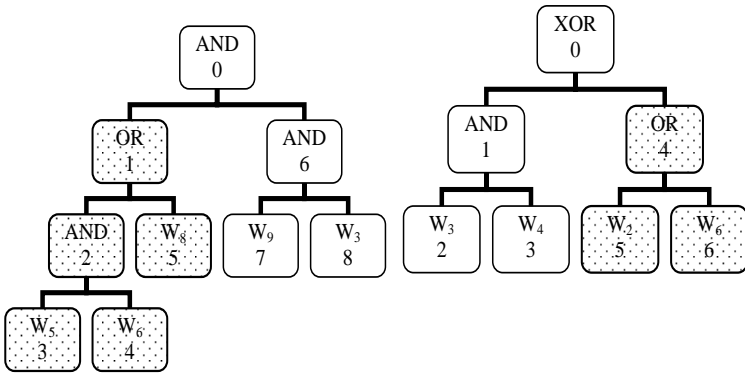 AND
0
OR
1
AND
6
AND
2
W₈
5
W₉
7
W₃
8
W₅
3
W₆
4
XOR
0
AND
1
OR
4
W₃
2
W₄
3
W₂
5
W₆
6